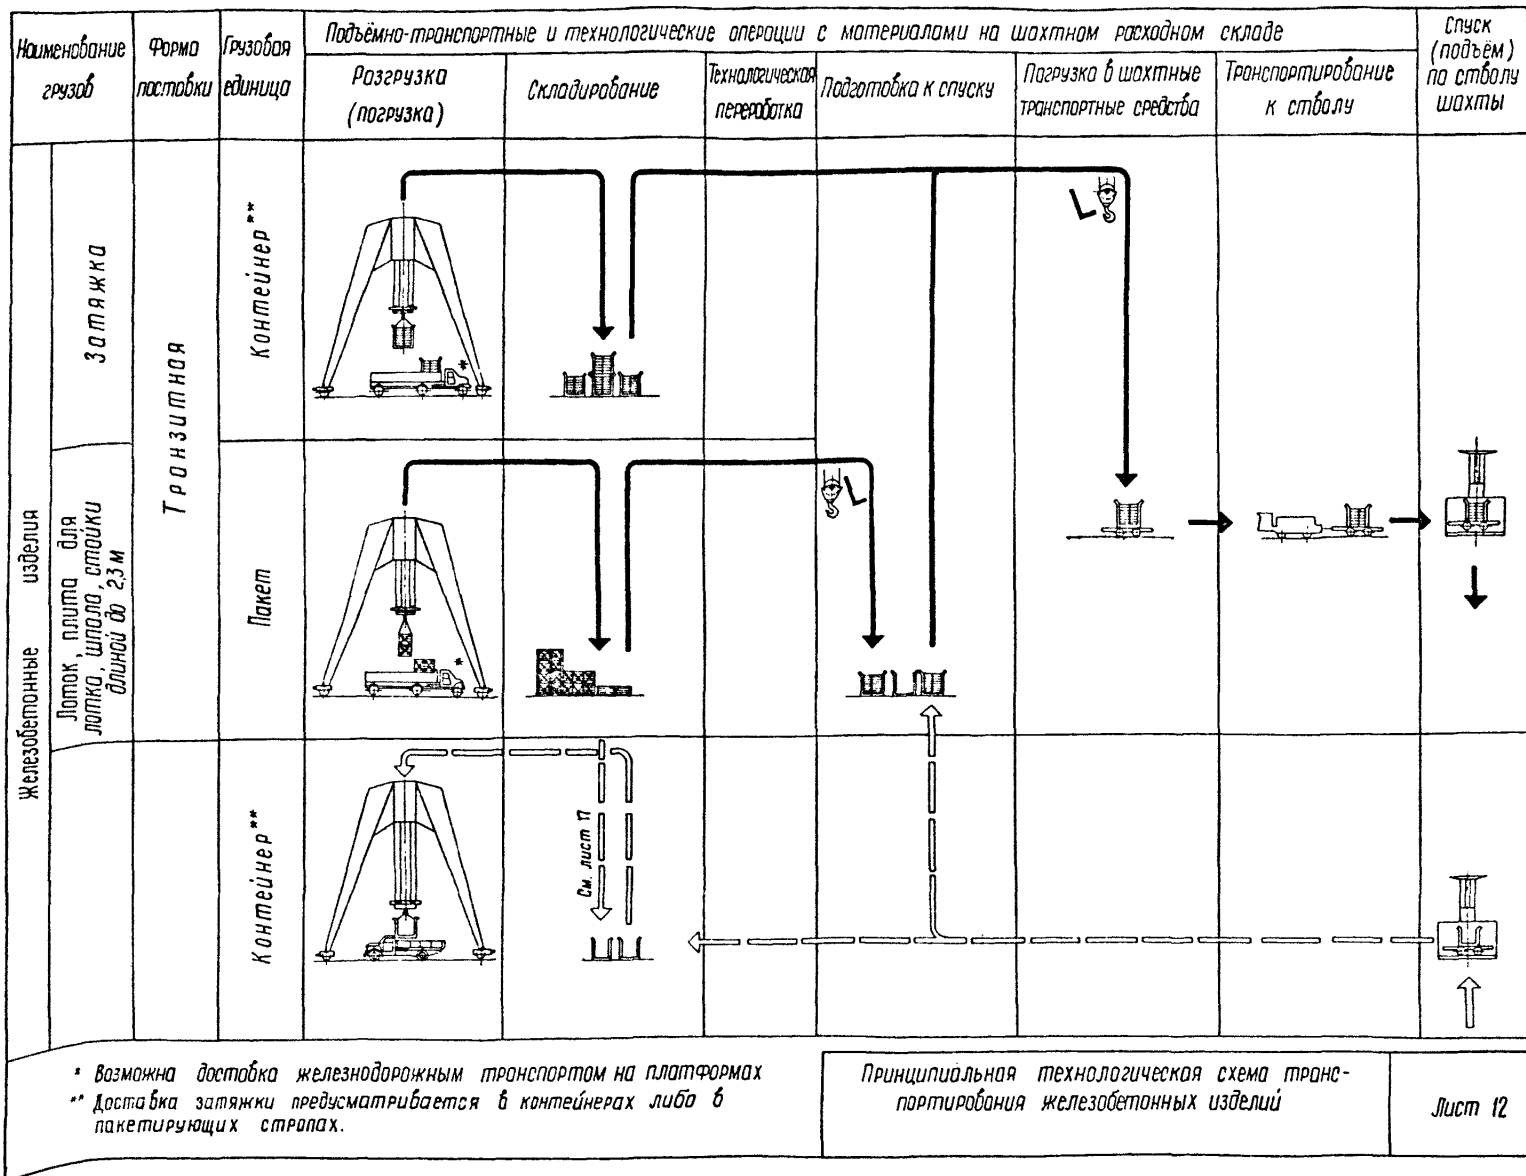 Наименование
грузов
Форма
поставки
Грузовая
единица
Подъёмно-транспортные и технологические операции с материалами на шахтном расходном складе
Разгрузка
(погрузка)
Складирование
Технологическая
переработка
Подготовка к спуску
Погрузка в шахтные
транспортные средства
Транспортирование
к стволу
Спуск
(подъём)
по стволу
шахты
Железобетонные изделия
Затяжка
Лоток, плита для
лотка, шпала, стойки
длиной до 2,3 м
Транзитная
Контейнер**
*
Пакет
*
Контейнер**
См. лист 17
* Возможна доставка железнодорожным транспортом на платформах
** Доставка затяжки предусматривается в контейнерах либо в
пакетирующих стропах.
Принципиальная технологическая схема транс-
портирования железобетонных изделий
Лист 12